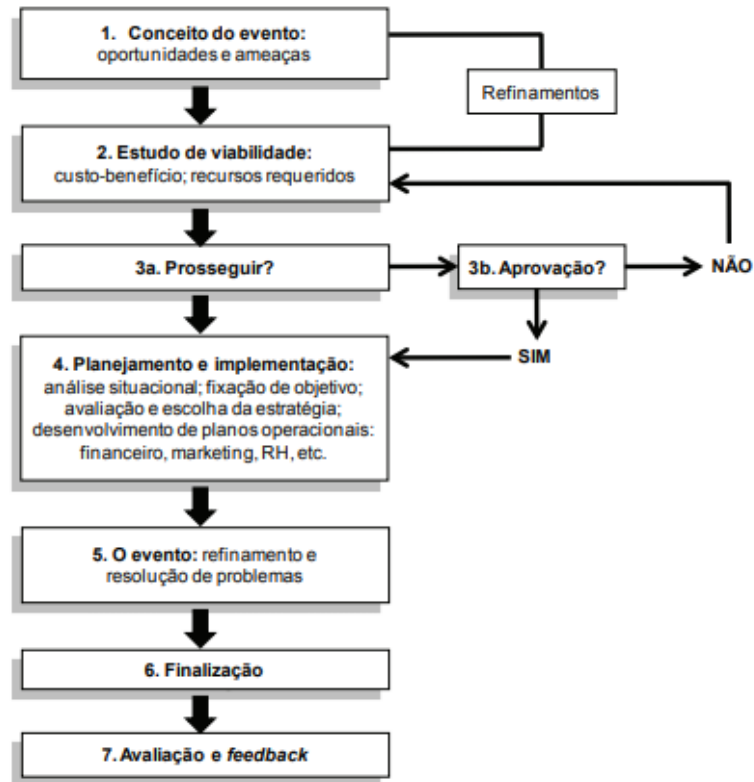 1. Conceito do evento:
oportunidades e ameaças
Refinamentos
2. Estudo de viabilidade:
custo-benefício; recursos requeridos
3a. Prosseguir?
3b. Aprovação?
NÃO
SIM
4. Planejamento e implementação:
análise situacional; fixação de objetivo;
avaliação e escolha da estratégia;
desenvolvimento de planos operacionais:
financeiro, marketing, RH, etc.
5. O evento: refinamento e
resolução de problemas
6. Finalização
7. Avaliação e feedback